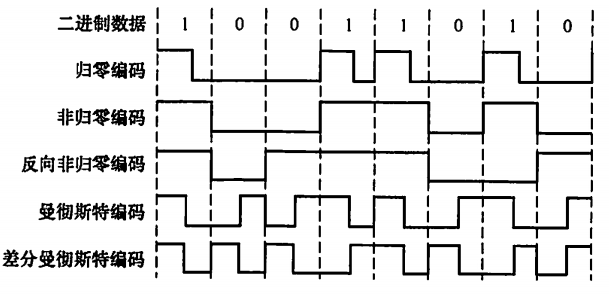 二进制数据 1 0 0 1 1 0 1 0
归零编码
非归零编码
反向非归零编码
曼彻斯特编码
差分曼彻斯特编码